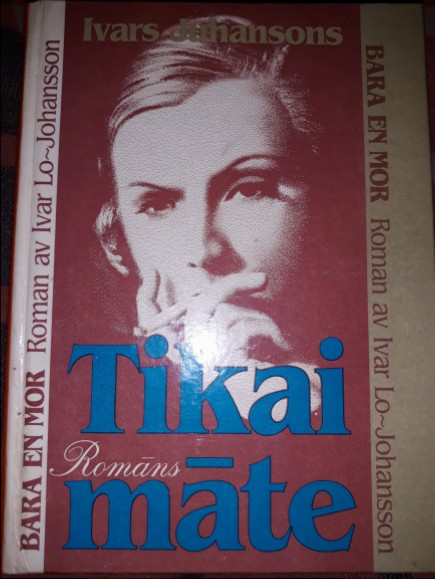 Ivars Juhansons
Tikai
Romāns
māte
BARA EN MOR Roman av Ivar Lo~Johansson
BARA EN MOR Roman av Ivar Lo~Johansson